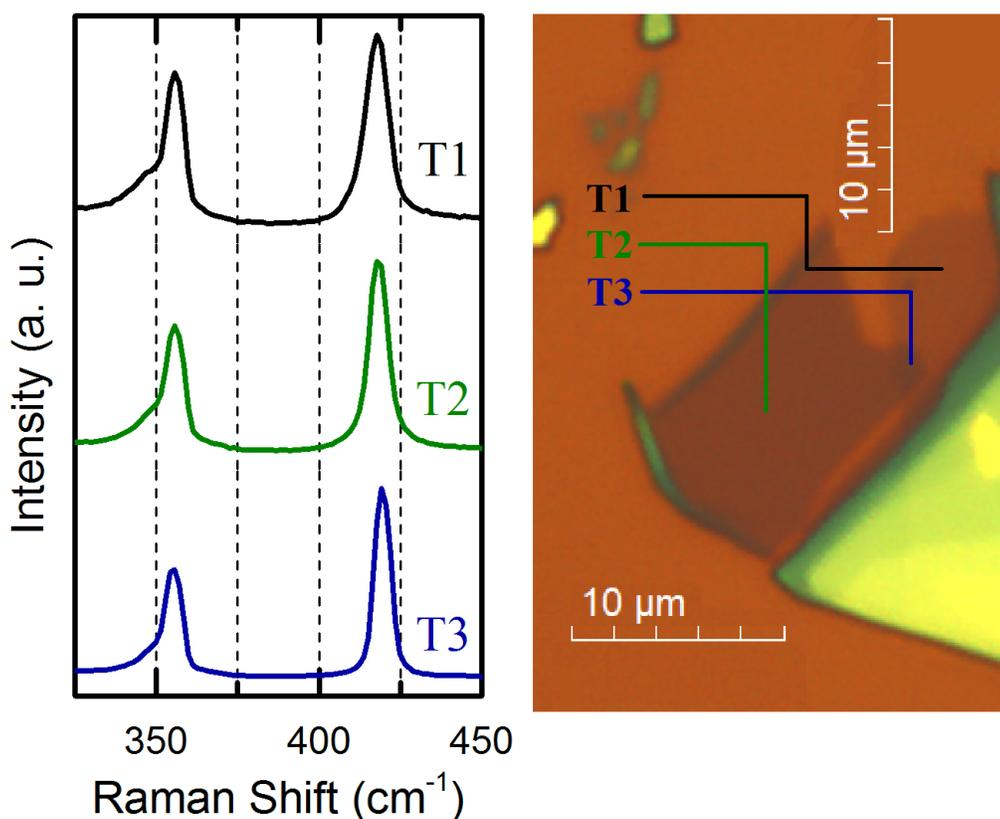 Intensity (a. u.)
T1
T2
T3
350 400 450
Raman Shift (cm⁻¹)
10 µm
T1
T2
T3
10 µm